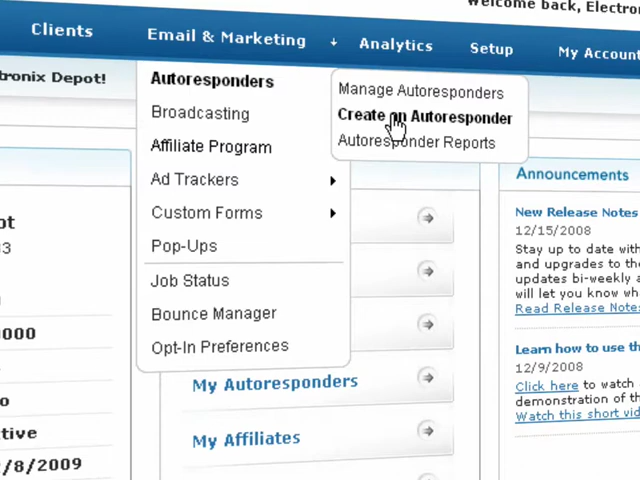 Welcome back, Electron
Clients
Email & Marketing
Analytics
Setup
My Account
tronix Depot!
Autoresponders
Broadcasting
Affiliate Program
Ad Trackers
Custom Forms
Pop-Ups
Job Status
Bounce Manager
Opt-In Preferences
Manage Autoresponders
Create an Autoresponder
Autoresponder Reports
My Autoresponders
My Affiliates
Announcements
New Release Notes
12/15/2008
Stay up to date with
and upgrades to the
updates bi-weekly a
will let you know wh
Read Release Notes
Learn how to use th
12/9/2008
Click here to watch
demonstration of th
Watch this short vid
ot
33
0000
o
tive
2/8/2009